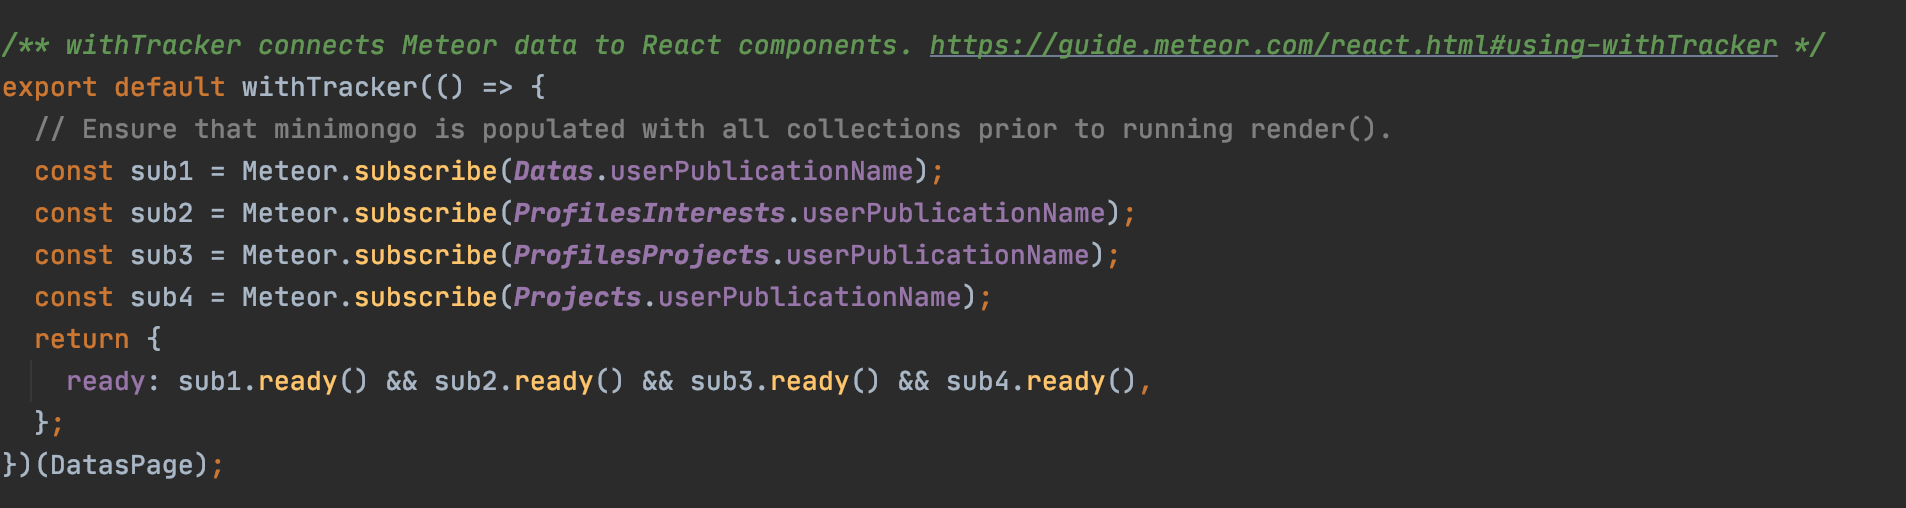 /** withTracker connects Meteor data to React components. https://guide.meteor.com/react.html#using-withTracker */
export default withTracker(() => {
  // Ensure that minimongo is populated with all collections prior to running render().
  const sub1 = Meteor.subscribe(Datas.userPublicationName);
  const sub2 = Meteor.subscribe(ProfilesInterests.userPublicationName);
  const sub3 = Meteor.subscribe(ProfilesProjects.userPublicationName);
  const sub4 = Meteor.subscribe(Projects.userPublicationName);
  return {
    ready: sub1.ready() && sub2.ready() && sub3.ready() && sub4.ready(),
  };
})(DatasPage);